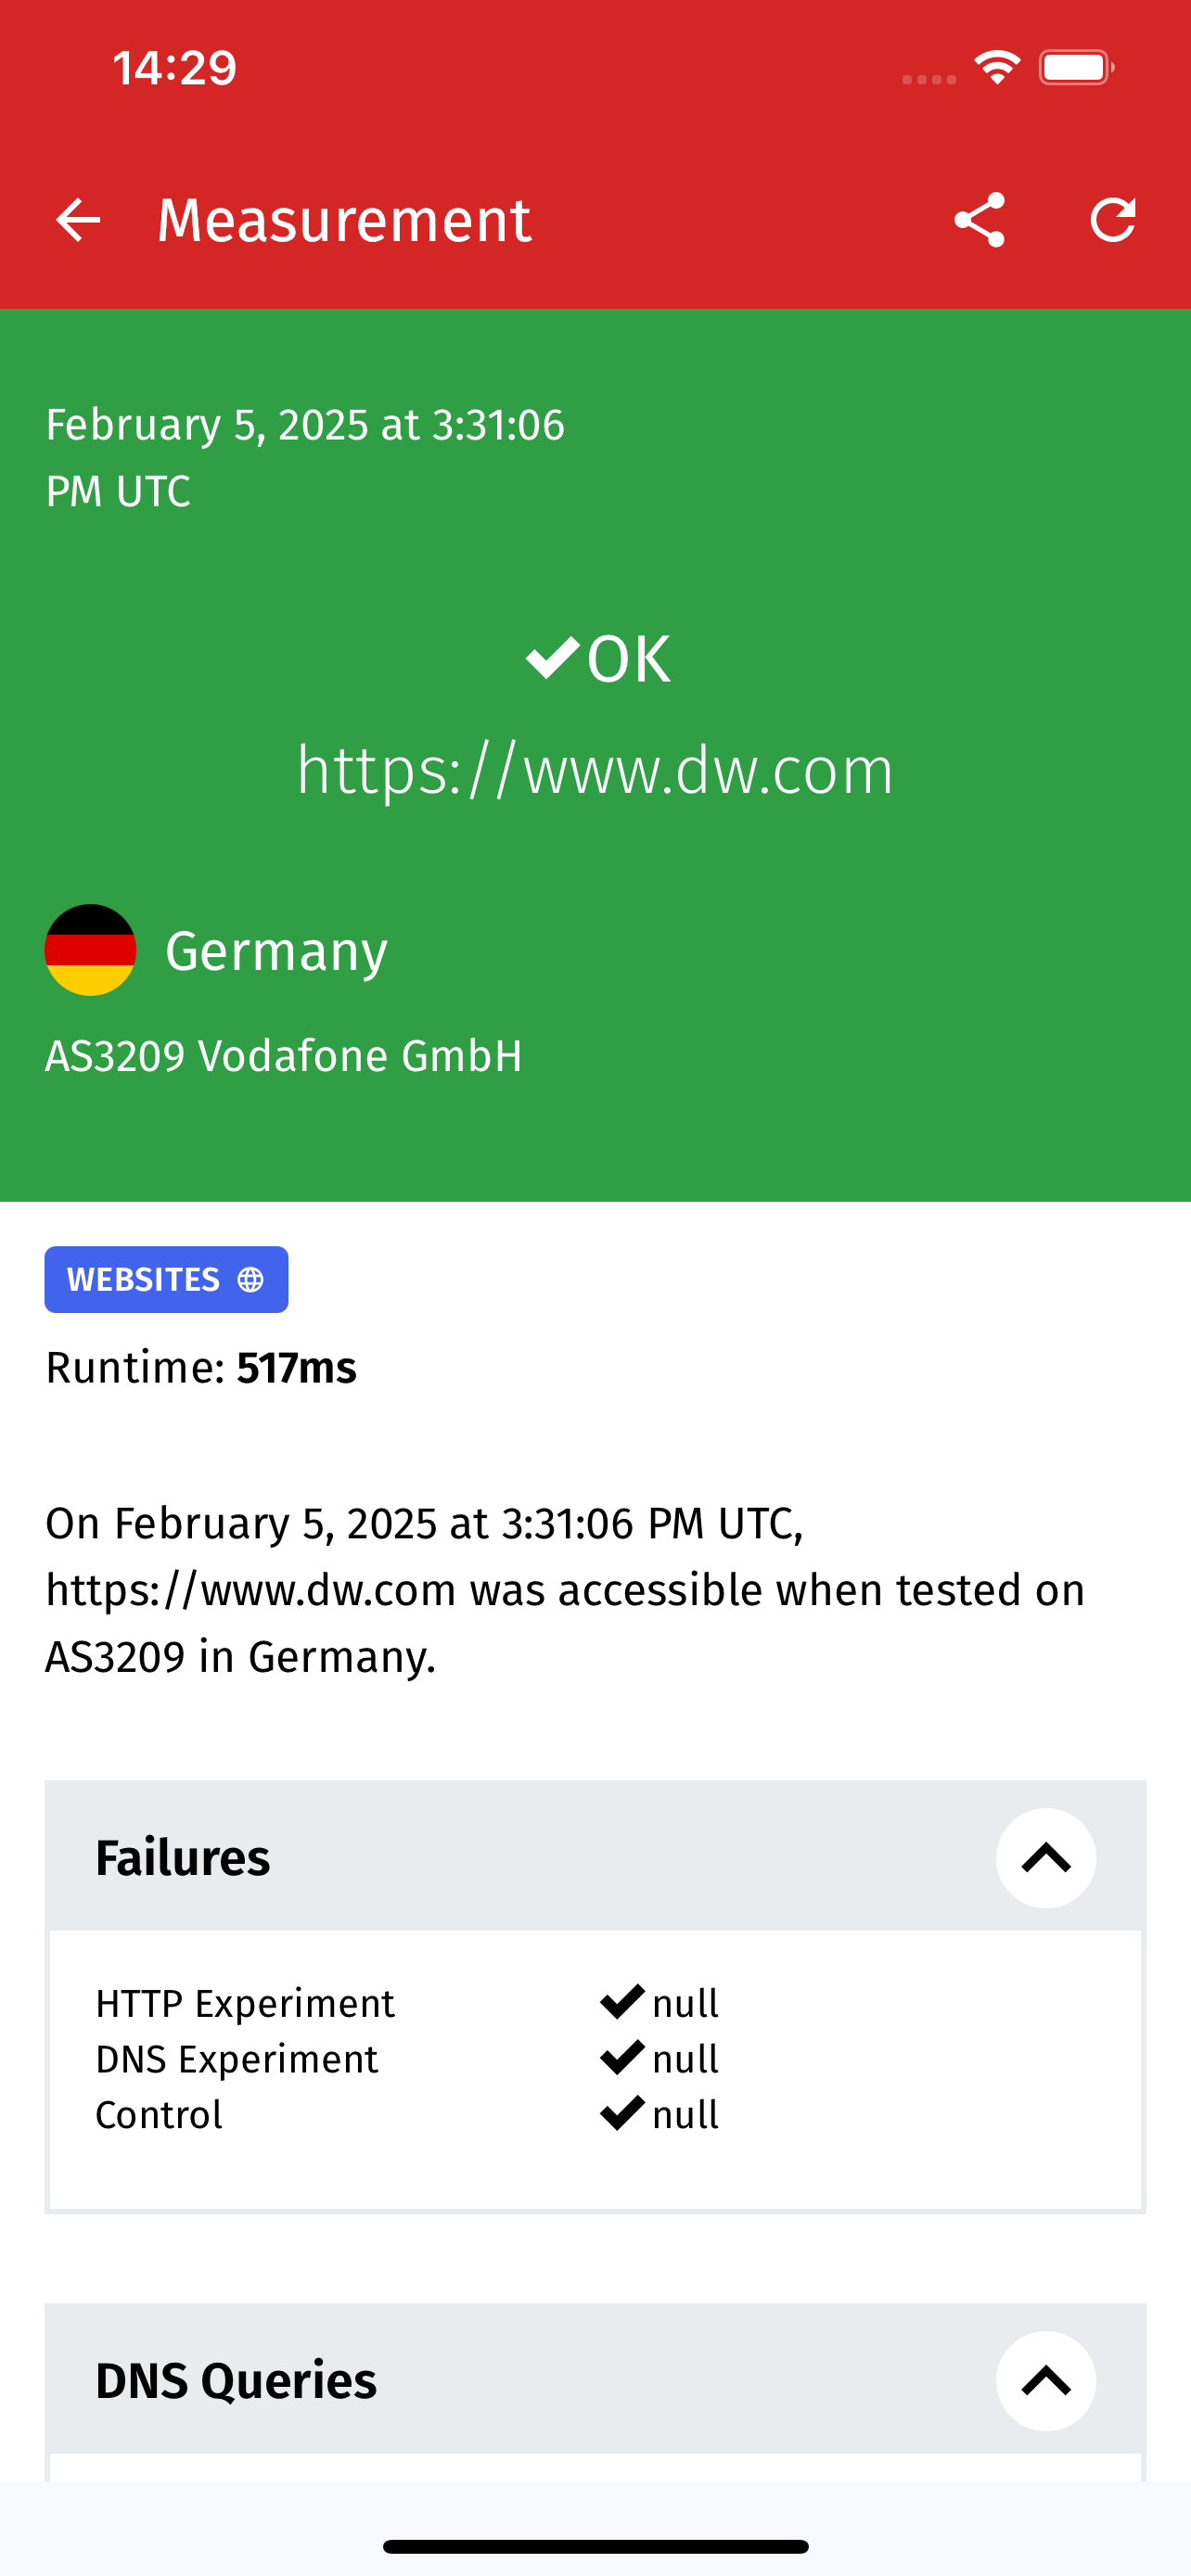 14:29
Measurement
February 5, 2025 at 3:31:06
PM UTC
OK
https://www.dw.com
Germany
AS3209 Vodafone GmbH
WEBSITES
Runtime: 517ms
On February 5, 2025 at 3:31:06 PM UTC,
https://www.dw.com was accessible when tested on
AS3209 in Germany.
Failures
HTTP Experiment null
DNS Experiment null
Control null
DNS Queries